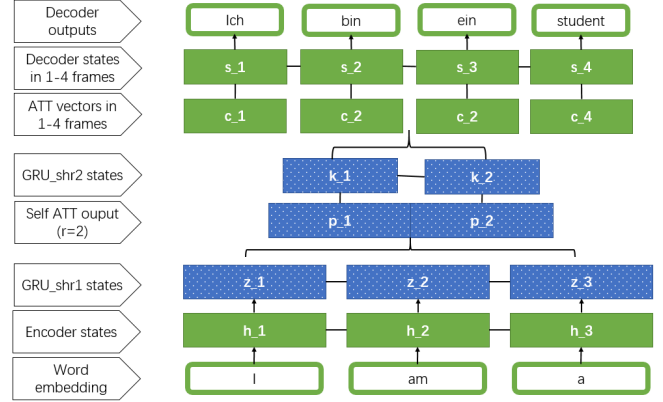 Decoder
outputs
Ich
bin
ein
student
Decoder states
in 1-4 frames
s_1
s_2
s_3
s_4
ATT vectors in
1-4 frames
c_1
c_2
c_2
c_4
GRU_shr2 states
k_1
k_2
Self ATT ouput
(r=2)
p_1
p_2
GRU_shr1 states
z_1
z_2
z_3
Encoder states
h_1
h_2
h_3
Word
embedding
I
am
a